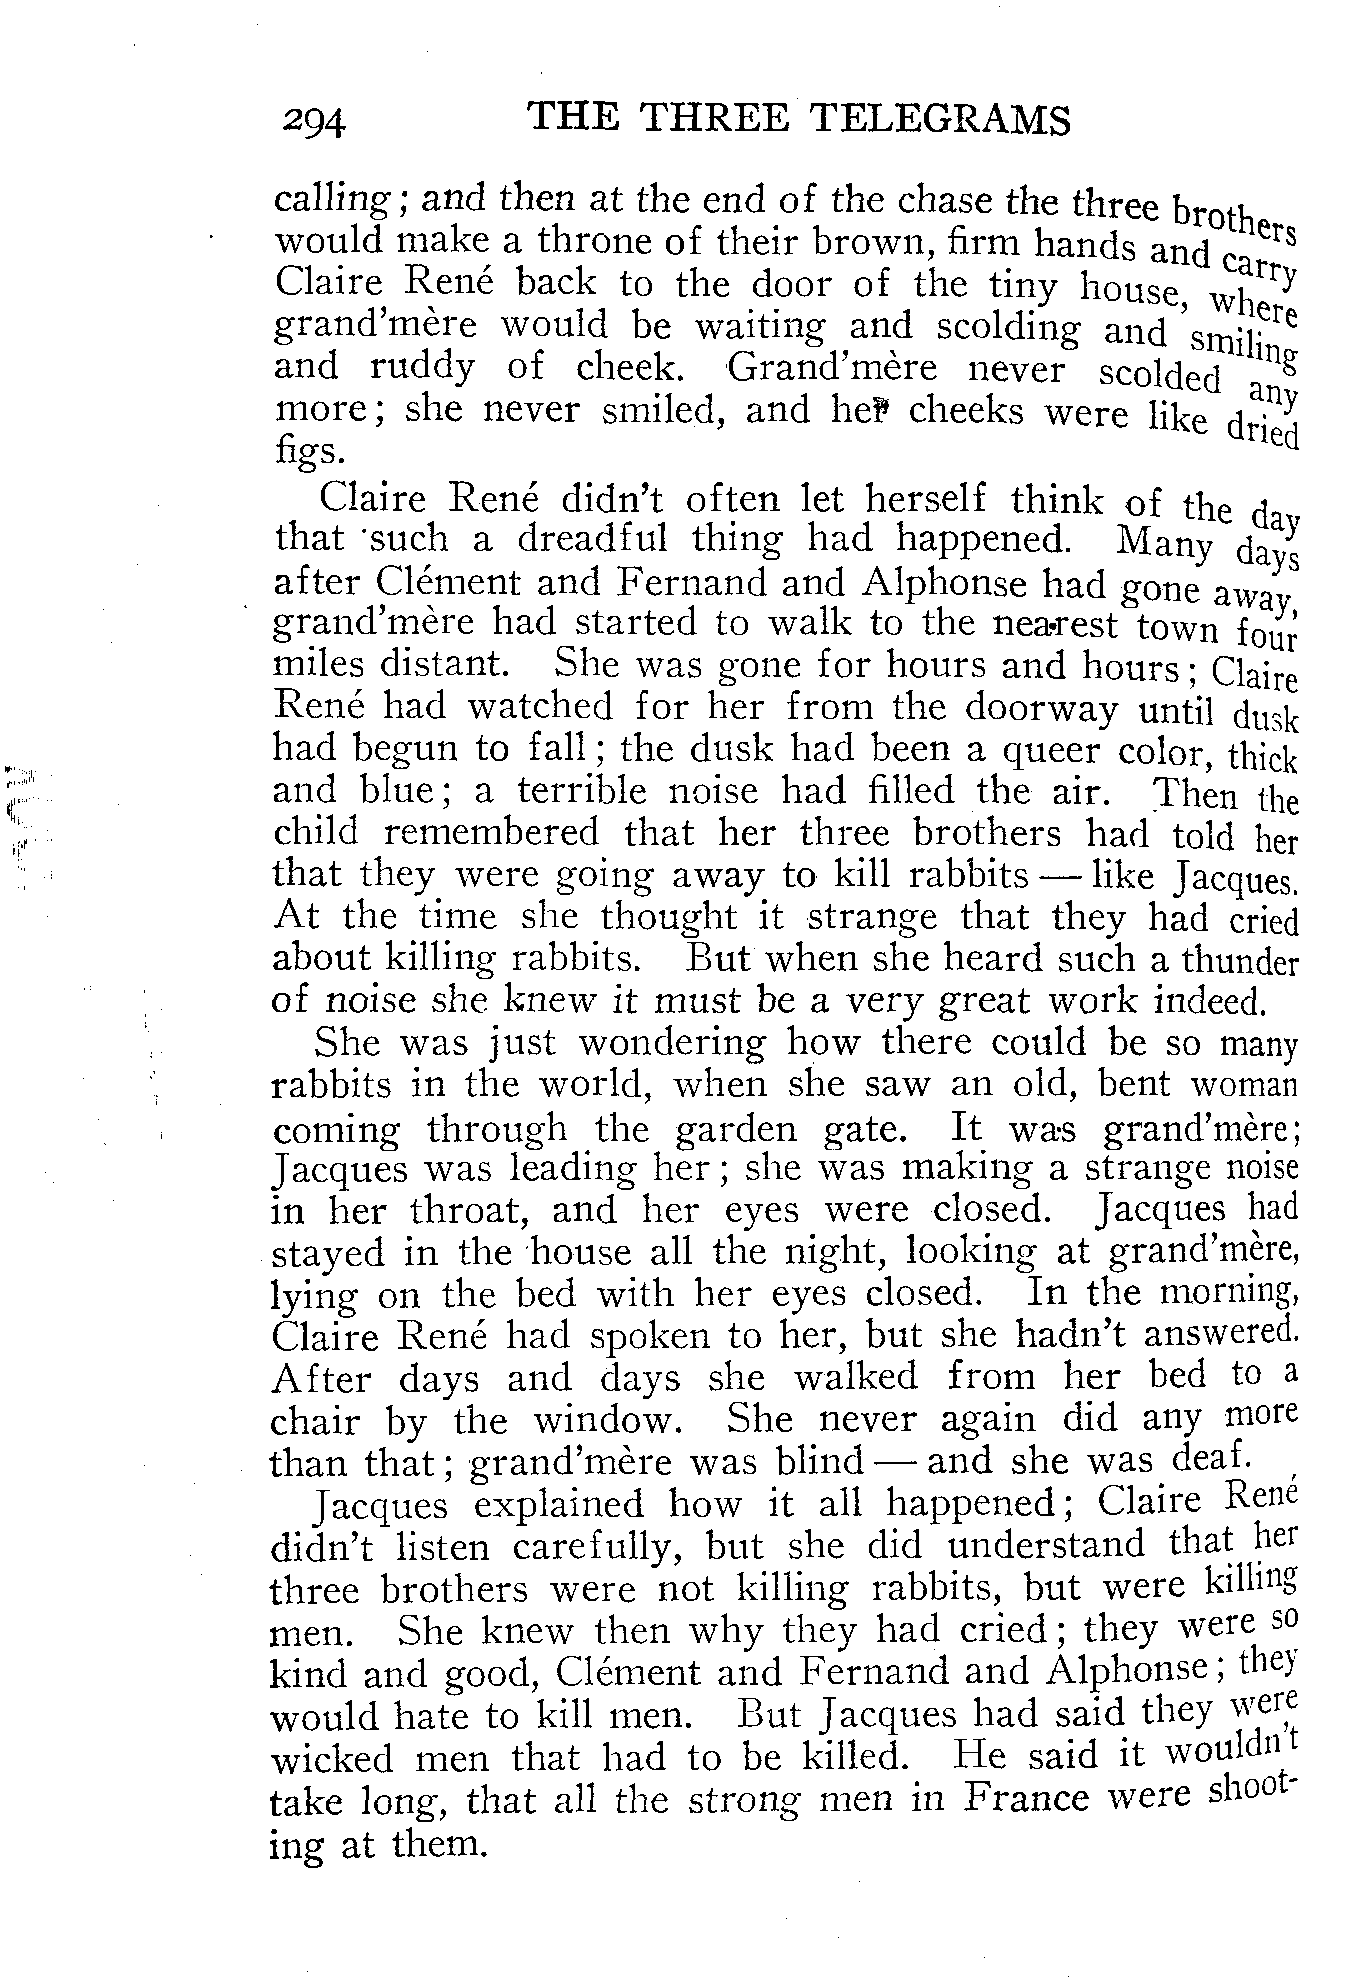 294 THE THREE TELEGRAMS
calling; and then at the end of the chase the three brothers
would make a throne of their brown, firm hands and carry
Claire René back to the door of the tiny house, where
grand'mère would be waiting and scolding and smiling
and ruddy of cheek. Grand'mère never scolded any
more; she never smiled, and her cheeks were like dried
figs.
Claire René didn't often let herself think of the day
that such a dreadful thing had happened. Many days
after Clément and Fernand and Alphonse had gone away,
grand'mère had started to walk to the nearest town four
miles distant. She was gone for hours and hours; Claire
René had watched for her from the doorway until dusk
had begun to fall; the dusk had been a queer color, thick
and blue; a terrible noise had filled the air. Then the
child remembered that her three brothers had told her
that they were going away to kill rabbits — like Jacques.
At the time she thought it strange that they had cried
about killing rabbits. But when she heard such a thunder
of noise she knew it must be a very great work indeed.
She was just wondering how there could be so many
rabbits in the world, when she saw an old, bent woman
coming through the garden gate. It was grand'mère;
Jacques was leading her; she was making a strange noise
in her throat, and her eyes were closed. Jacques had
stayed in the house all the night, looking at grand'mère,
lying on the bed with her eyes closed. In the morning,
Claire René had spoken to her, but she hadn't answered.
After days and days she walked from her bed to a
chair by the window. She never again did any more
than that; grand'mère was blind — and she was deaf.
Jacques explained how it all happened; Claire René
didn't listen carefully, but she did understand that her
three brothers were not killing rabbits, but were killing
men. She knew then why they had cried; they were so
kind and good, Clément and Fernand and Alphonse; they
would hate to kill men. But Jacques had said they were
wicked men that had to be killed. He said it wouldn't
take long, that all the strong men in France were shoot-
ing at them.